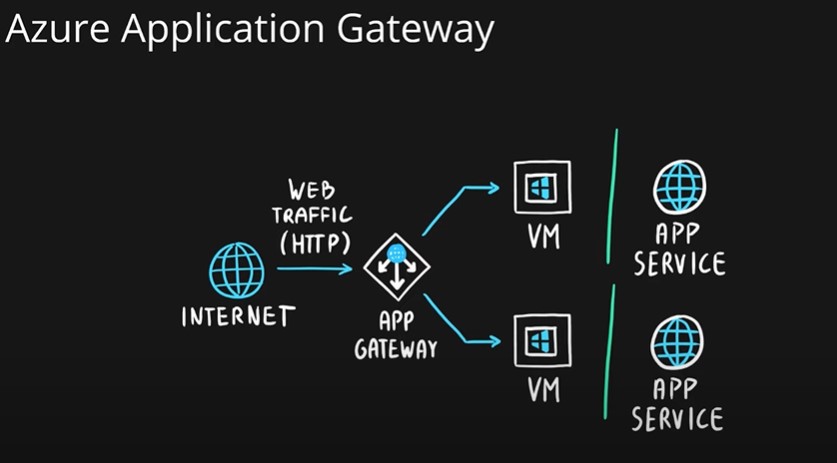 Azure Application Gateway
WEB
TRAFFIC
(HTTP)
INTERNET
APP
GATEWAY
VM
APP
SERVICE
VM
APP
SERVICE